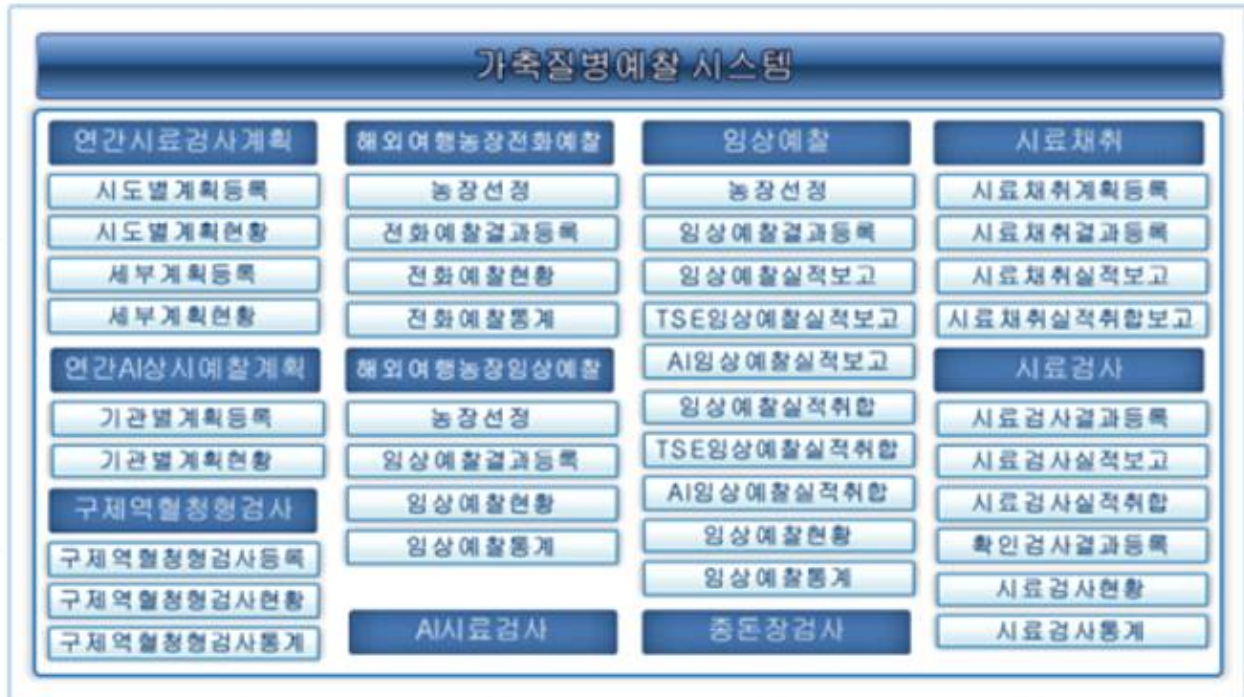 가축질병예찰 시스템
연간시료검사계획
시도별계획등록
시도별계획현황
세부계획등록
세부계획현황
연간AI상시예찰계획
기관별계획등록
기관별계획현황
구제역혈청형검사
구제역혈청형검사등록
구제역혈청형검사현황
구제역혈청형검사통계
해외여행농장전화예찰
농장선정
전화예찰결과등록
전화예찰현황
전화예찰통계
해외여행농장임상예찰
농장선정
임상예찰결과등록
임상예찰현황
임상예찰통계
AI시료검사
임상예찰
농장선정
임상예찰결과등록
임상예찰실적보고
TSE임상예찰실적보고
AI임상예찰실적보고
임상예찰실적취합
TSE임상예찰실적취합
AI임상예찰실적취합
임상예찰현황
임상예찰통계
종돈장검사
시료채취
시료채취계획등록
시료채취결과등록
시료채취실적보고
시료채취실적취합보고
시료검사
시료검사결과등록
시료검사실적보고
시료검사실적취합
확인검사결과등록
시료검사현황
시료검사통계